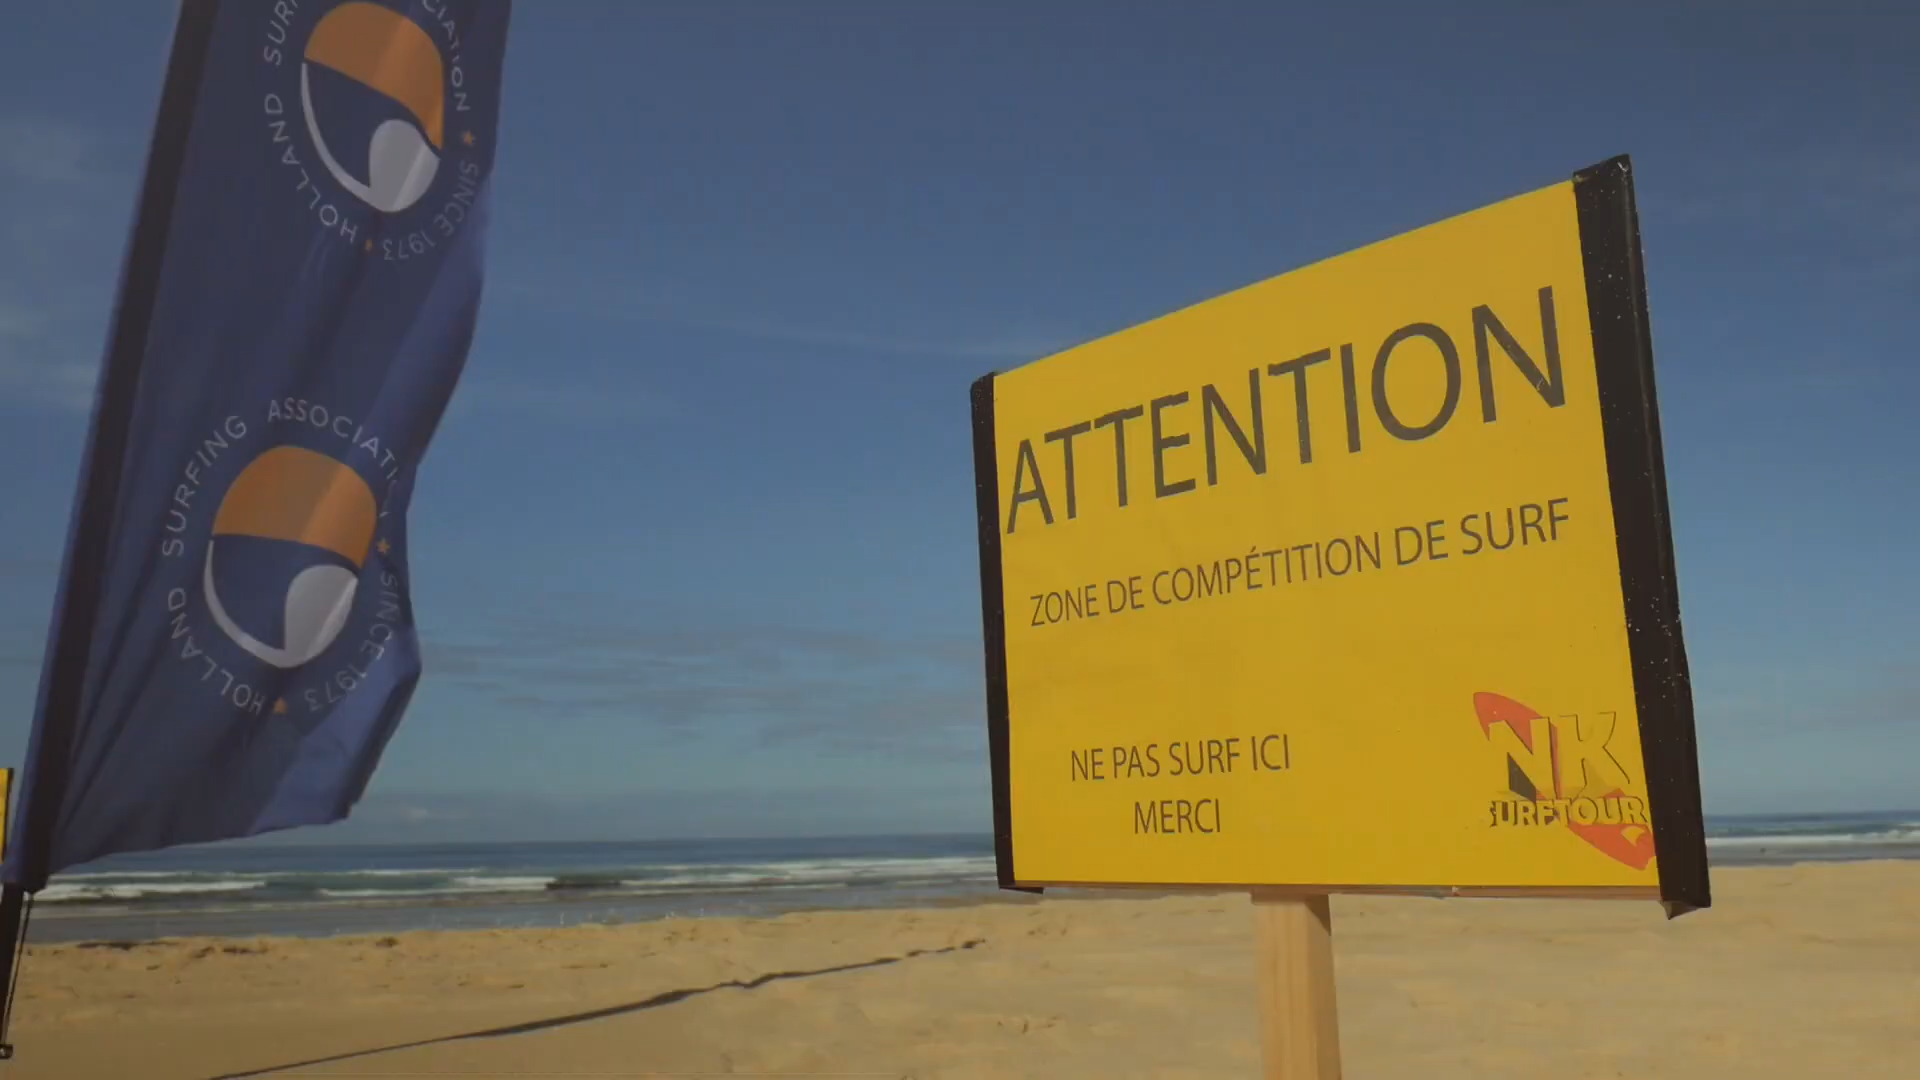 HOLLAND SURFING ASSOCIATION SINCE 1973
ATTENTION
ZONE DE COMPÉTITION DE SURF
NE PAS SURF ICI
MERCI
NK
SURFTOUR
HOLLAND SURFING ASSOCIATION SINCE 1973